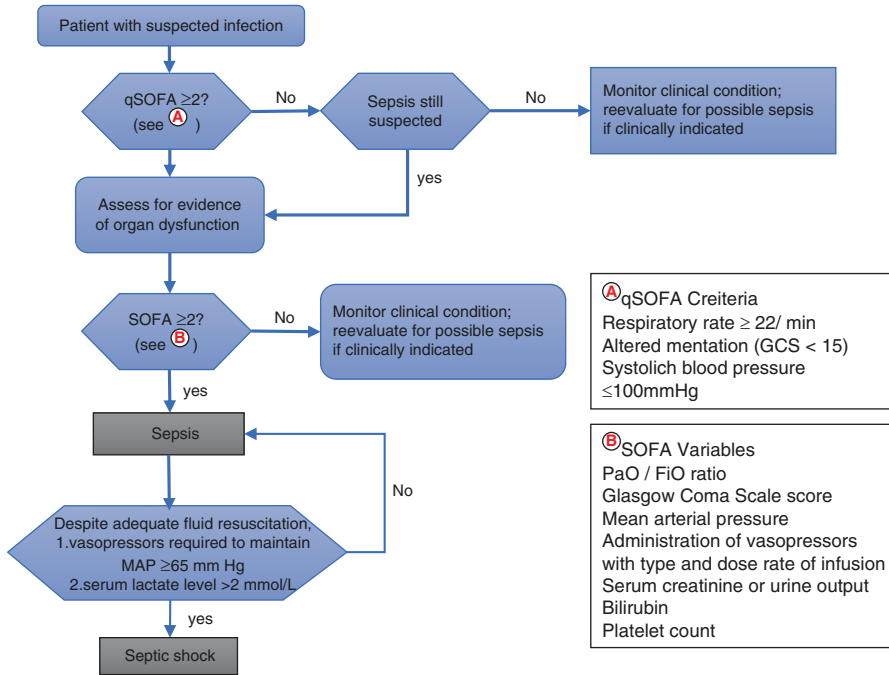 Patient with suspected infection
qSOFA ≥2?
(see A )
No
Sepsis still
suspected
No
Monitor clinical condition;
reevaluate for possible sepsis
if clinically indicated
yes
Assess for evidence
of organ dysfunction
SOFA ≥2?
(see B )
No
Monitor clinical condition;
reevaluate for possible sepsis
if clinically indicated
yes
Sepsis
No
Despite adequate fluid resuscitation,
1.vasopressors required to maintain
MAP ≥65 mm Hg
2.serum lactate level >2 mmol/L
yes
Septic shock
A qSOFA Creiteria
Respiratory rate ≥ 22/ min
Altered mentation (GCS < 15)
Systolich blood pressure
≤100mmHg
B SOFA Variables
PaO / FiO ratio
Glasgow Coma Scale score
Mean arterial pressure
Administration of vasopressors
with type and dose rate of infusion
Serum creatinine or urine output
Bilirubin
Platelet count